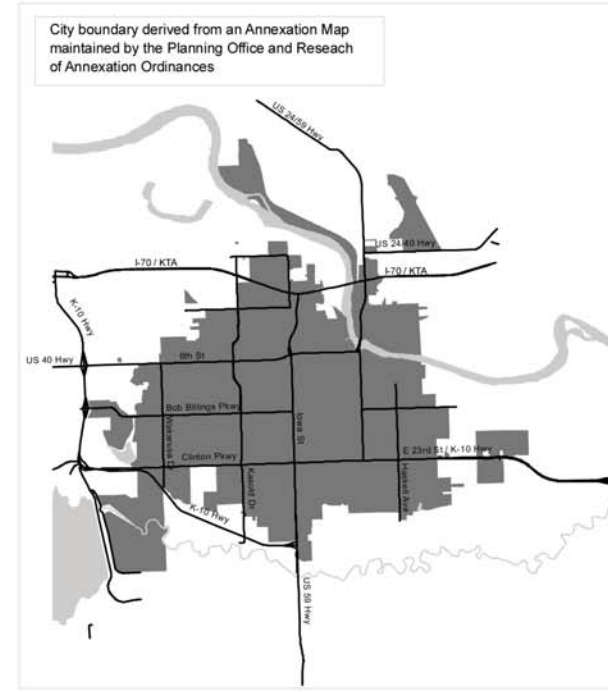 City boundary derived from an Annexation Map
maintained by the Planning Office and Reseach
of Annexation Ordinances
US 24/59 Hwy
US 24-40 Hwy
I-70 / KTA
I-70 / KTA
K-10 Hwy
US 40 Hwy
6th St
Bob Billings Pkwy
Iowa St
Wakarusa Dr
Clinton Pkwy
E 23rd St / K-10 Hwy
Kasold Dr
Haskell Ave
K-10 Hwy
US 59 Hwy